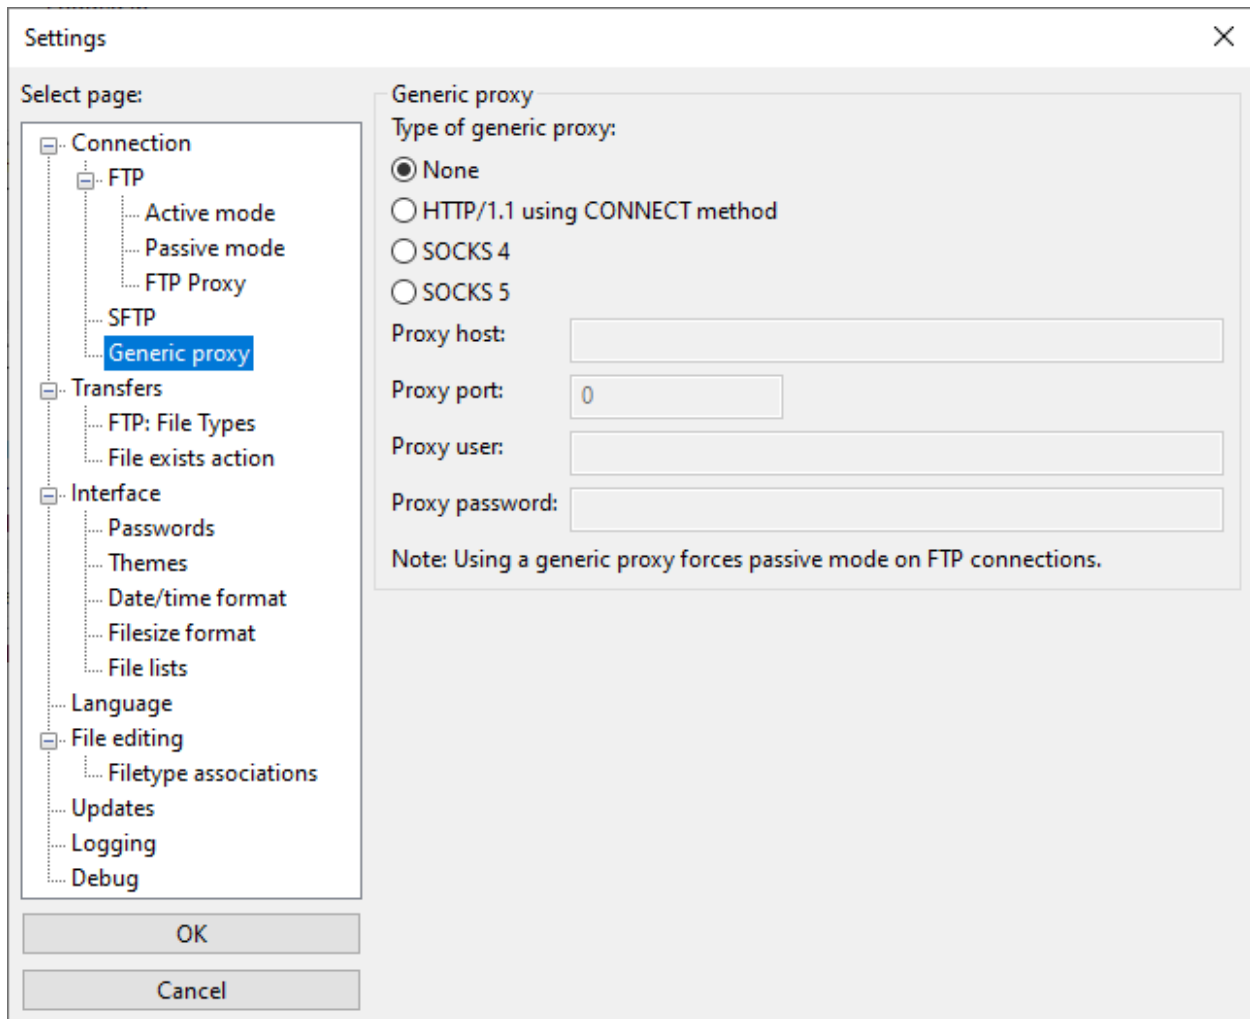 Settings
Select page:
Connection
FTP
Active mode
Passive mode
FTP Proxy
SFTP
Generic proxy
Transfers
FTP: File Types
File exists action
Interface
Passwords
Themes
Date/time format
Filesize format
File lists
Language
File editing
Filetype associations
Updates
Logging
Debug
OK
Cancel
Generic proxy
Type of generic proxy:
None
HTTP/1.1 using CONNECT method
SOCKS 4
SOCKS 5
Proxy host:
Proxy port: 0
Proxy user:
Proxy password:
Note: Using a generic proxy forces passive mode on FTP connections.